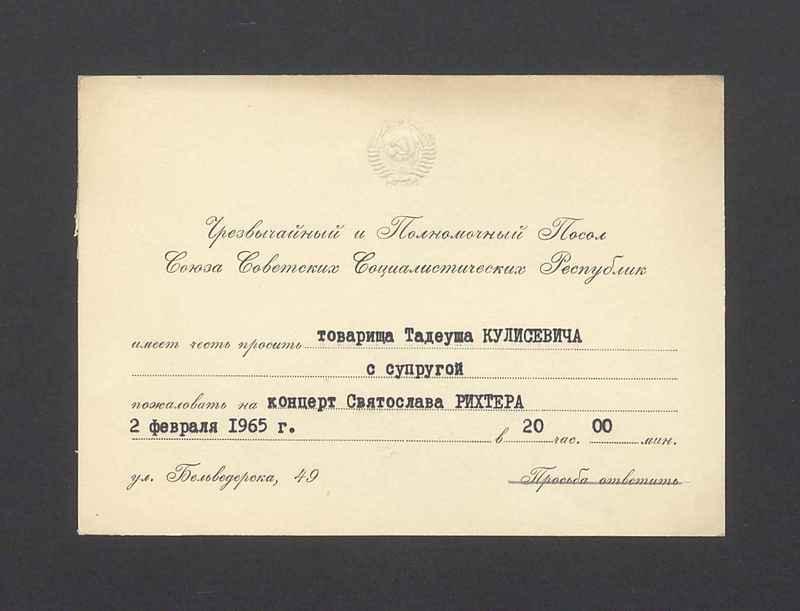 Чрезвычайный и Полномочный Посол
Союза Советских Социалистических Республик
имеет честь просить товарища Тадеуша КУЛИСЕВИЧА
с супругой
пожаловать на концерт Святослава РИХТЕРА
2 февраля 1965 г. в 20 час. 00 мин.
ул. Бельведерска, 49 Просьба ответить